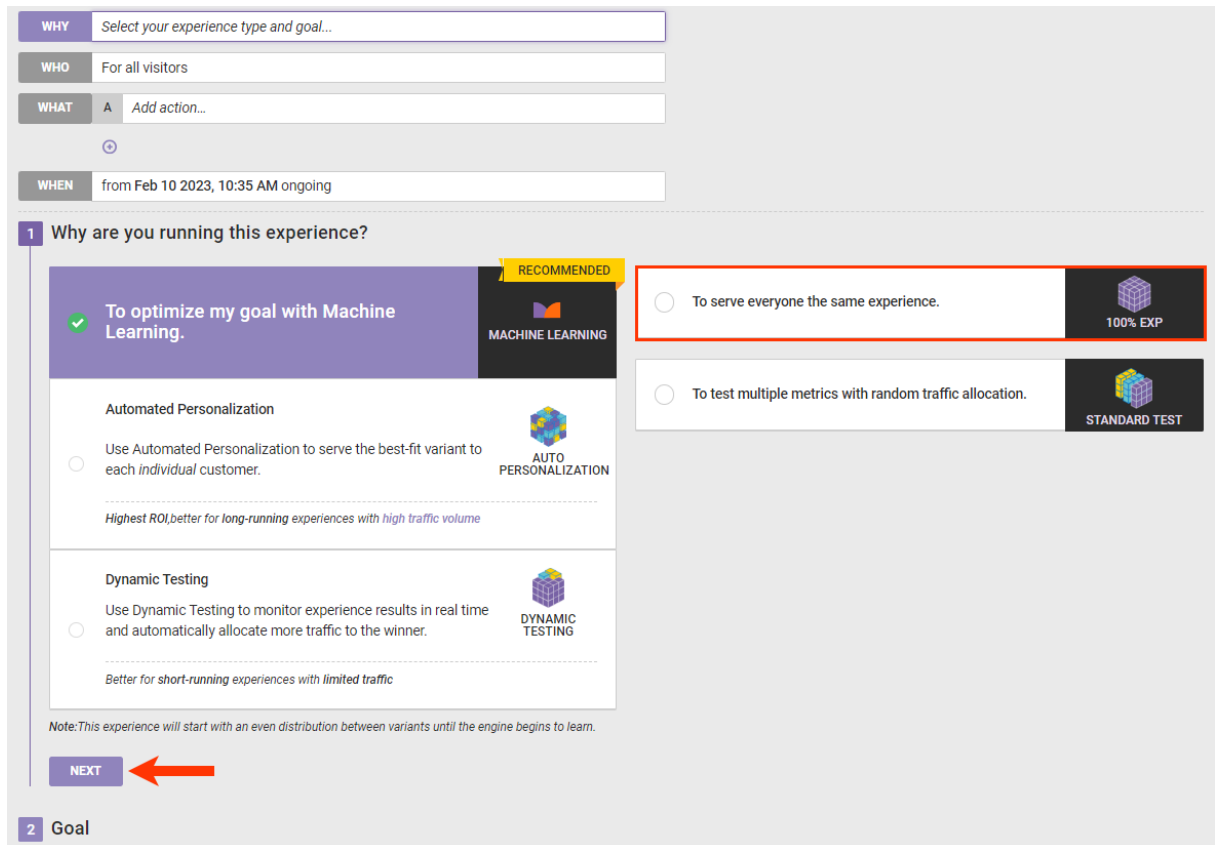 WHY Select your experience type and goal...
WHO For all visitors
WHAT A Add action...
WHEN from Feb 10 2023, 10:35 AM ongoing
1 Why are you running this experience?
RECOMMENDED
To optimize my goal with Machine
Learning.
MACHINE LEARNING
Automated Personalization
Use Automated Personalization to serve the best-fit variant to
each individual customer.
AUTO
PERSONALIZATION
Highest ROI,better for long-running experiences with high traffic volume
Dynamic Testing
Use Dynamic Testing to monitor experience results in real time
and automatically allocate more traffic to the winner.
DYNAMIC
TESTING
Better for short-running experiences with limited traffic
Note:This experience will start with an even distribution between variants until the engine begins to learn.
NEXT
To serve everyone the same experience.
100% EXP
To test multiple metrics with random traffic allocation.
STANDARD TEST
2 Goal